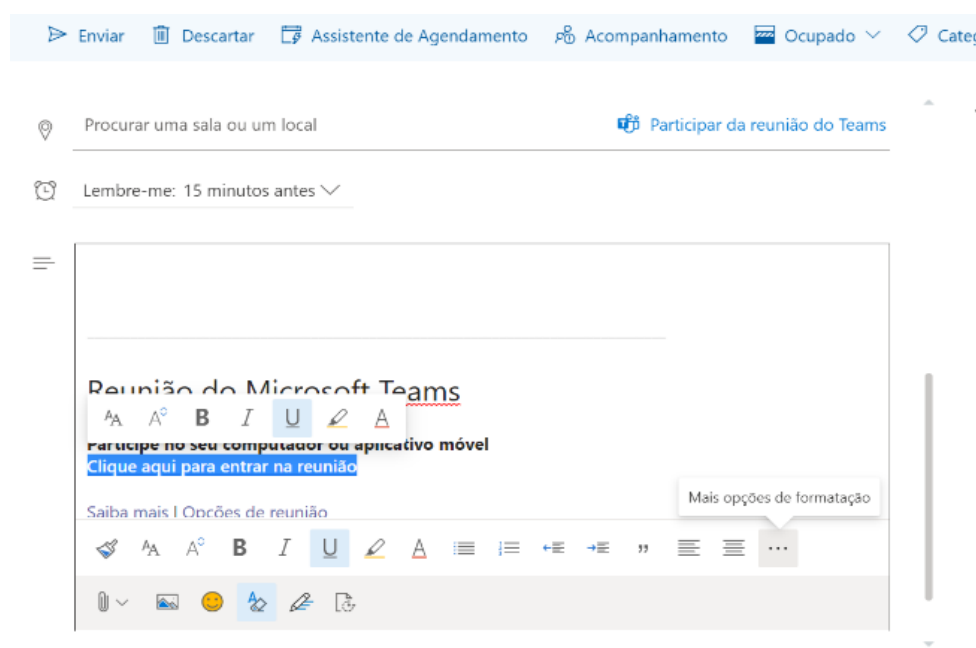 Enviar Descartar Assistente de Agendamento Acompanhamento Ocupado Categ
Procurar uma sala ou um local Participar da reunião do Teams
Lembre-me: 15 minutos antes
Reunião do Microsoft Teams
Participe no seu computador ou aplicativo móvel
Clique aqui para entrar na reunião
Mais opções de formatação
Saiba mais | Opções de reunião